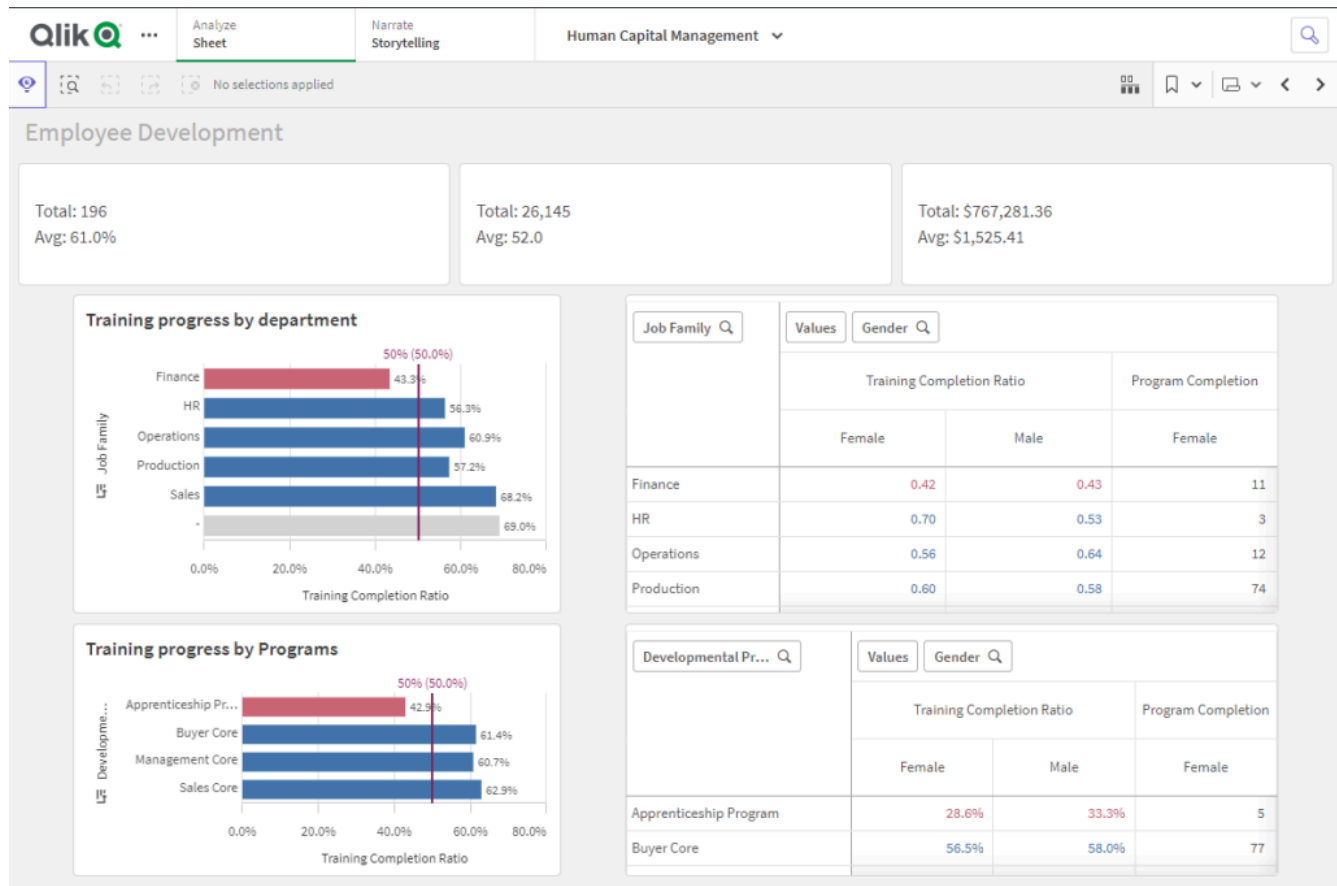 Qlik
...
Analyze
Sheet
Narrate
Storytelling
Human Capital Management
No selections applied
Employee Development
Total: 196
Avg: 61.0%
Total: 26,145
Avg: 52.0
Total: $767,281.36
Avg: $1,525.41
Training progress by department
50% (50.0%)
Job Family
Finance 43.3%
HR 56.3%
Operations 60.9%
Production 57.2%
Sales 68.2%
- 69.0%
0.0% 20.0% 40.0% 60.0% 80.0%
Training Completion Ratio
Job Family Values Gender
Training Completion Ratio Program Completion
Female Male Female
Finance 0.42 0.43 11
HR 0.70 0.53 3
Operations 0.56 0.64 12
Production 0.60 0.58 74
Training progress by Programs
50% (50.0%)
Developme...
Apprenticeship Pr... 42.9%
Buyer Core 61.4%
Management Core 60.7%
Sales Core 62.9%
0.0% 20.0% 40.0% 60.0% 80.0%
Training Completion Ratio
Developmental Pr... Values Gender
Training Completion Ratio Program Completion
Female Male Female
Apprenticeship Program 28.6% 33.3% 5
Buyer Core 56.5% 58.0% 77